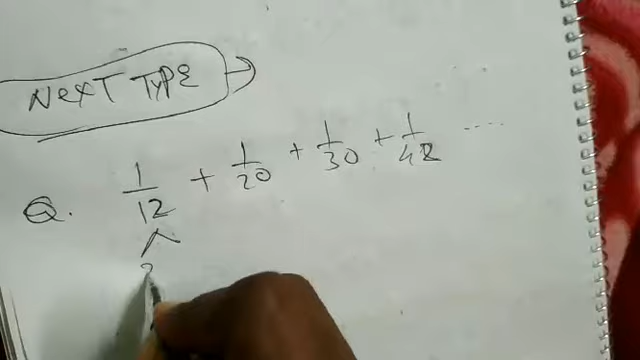 NEXT TYPE →
Q. 1/12 + 1/20 + 1/30 + 1/42 ....